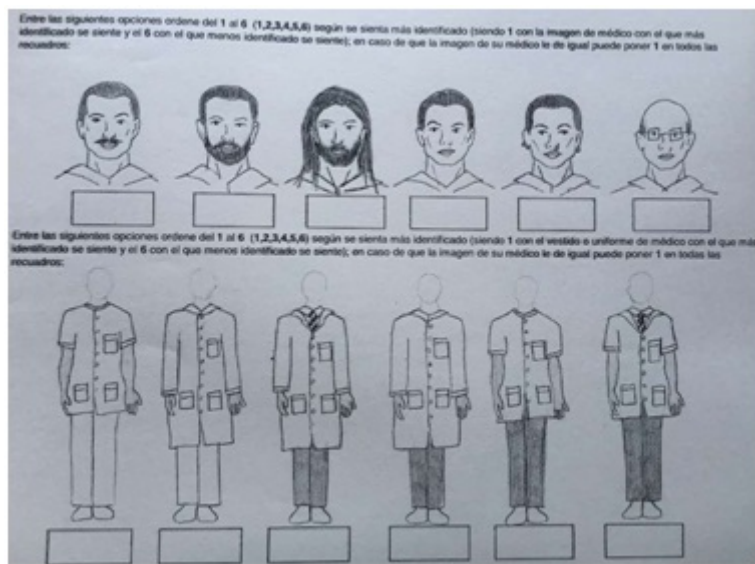 Entre las siguientes opciones ordene del 1 al 6 (1,2,3,4,5,6) según se sienta más identificado (siendo 1 con la imagen de médico con el que más
identificado se siente y el 6 con el que menos identificado se siente); en caso de que la imagen de su médico le de igual puede poner 1 en todos las
recuadros:
Entre las siguientes opciones ordene del 1 al 6 (1,2,3,4,5,6) según se sienta más identificado (siendo 1 con el vestido o uniforme de médico con el que más
identificado se siente y el 6 con el que menos identificado se siente); en caso de que la imagen de su médico le de igual puede poner 1 en todas las
recuadros: